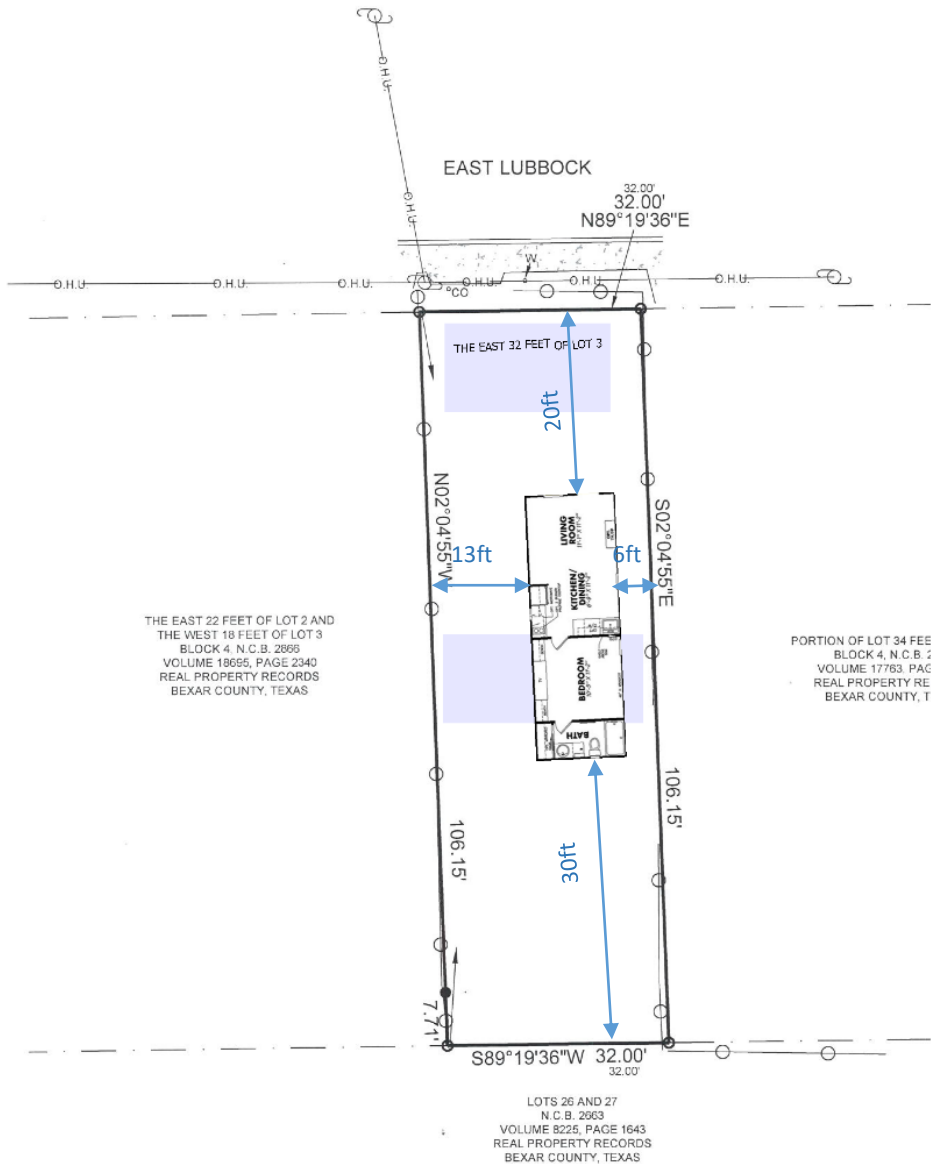 O.H.U.
O.H.U.
EAST LUBBOCK
32.00'
32.00'
N89°19'36"E
W
O.H.U.
O.H.U.
O.H.U.
O.H.U.
O.H.U.
O.H.U.
°CO
THE EAST 32 FEET OF LOT 3
20ft
N02°04'55"W
S02°04'55"E
LIVING
ROOM
13ft
6ft
KITCHEN/
DINING
BEDROOM
BATH
THE EAST 22 FEET OF LOT 2 AND
THE WEST 18 FEET OF LOT 3
BLOCK 4, N.C.B. 2866
VOLUME 18695, PAGE 2340
REAL PROPERTY RECORDS
BEXAR COUNTY, TEXAS
PORTION OF LOT 34 FEE
BLOCK 4, N.C.B. 2
VOLUME 17763, PAG
REAL PROPERTY RE
BEXAR COUNTY, T
106.15'
106.15'
30ft
7.71'
S89°19'36"W 32.00'
32.00'
LOTS 26 AND 27
N.C.B. 2663
VOLUME 8225, PAGE 1643
REAL PROPERTY RECORDS
BEXAR COUNTY, TEXAS